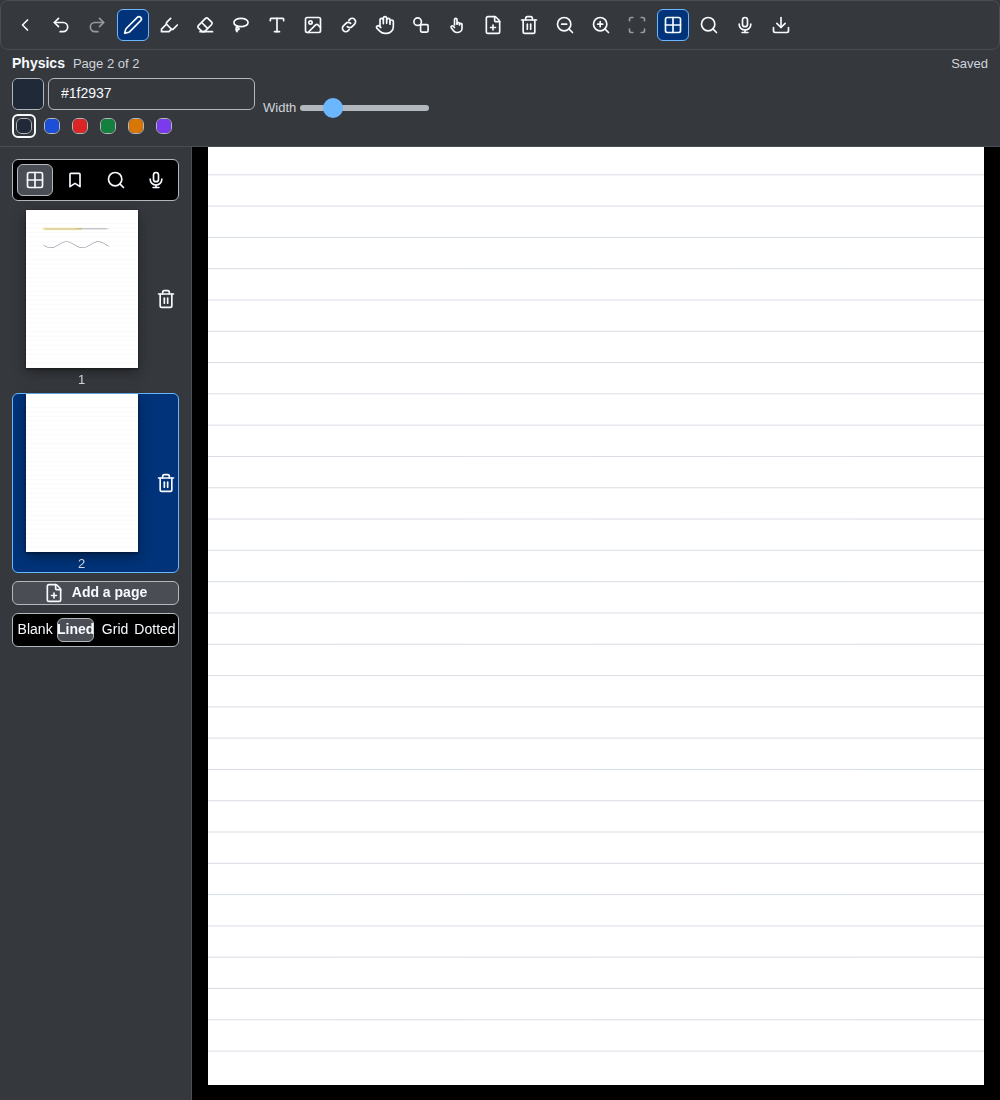 Physics Page 2 of 2
Saved
#1f2937
Width
1
2
Add a page
Blank Lined Grid Dotted